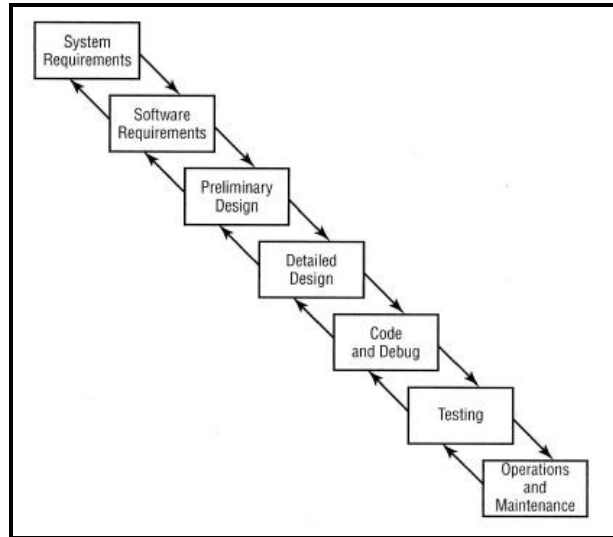 System
Requirements
Software
Requirements
Preliminary
Design
Detailed
Design
Code
and Debug
Testing
Operations
and
Maintenance